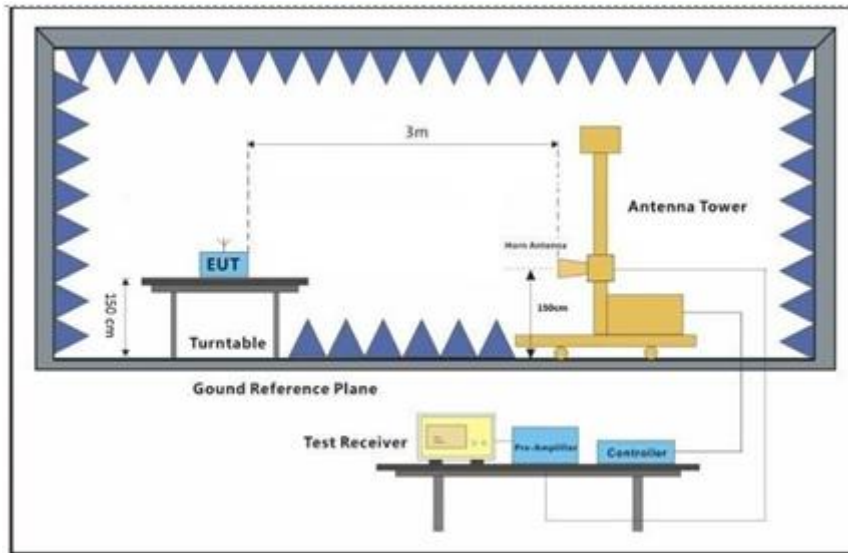 3m
Antenna Tower
Horn Antenna
EUT
150 cm
150cm
Turntable
Gound Reference Plane
Test Receiver
Pre-Amplifier
Controller